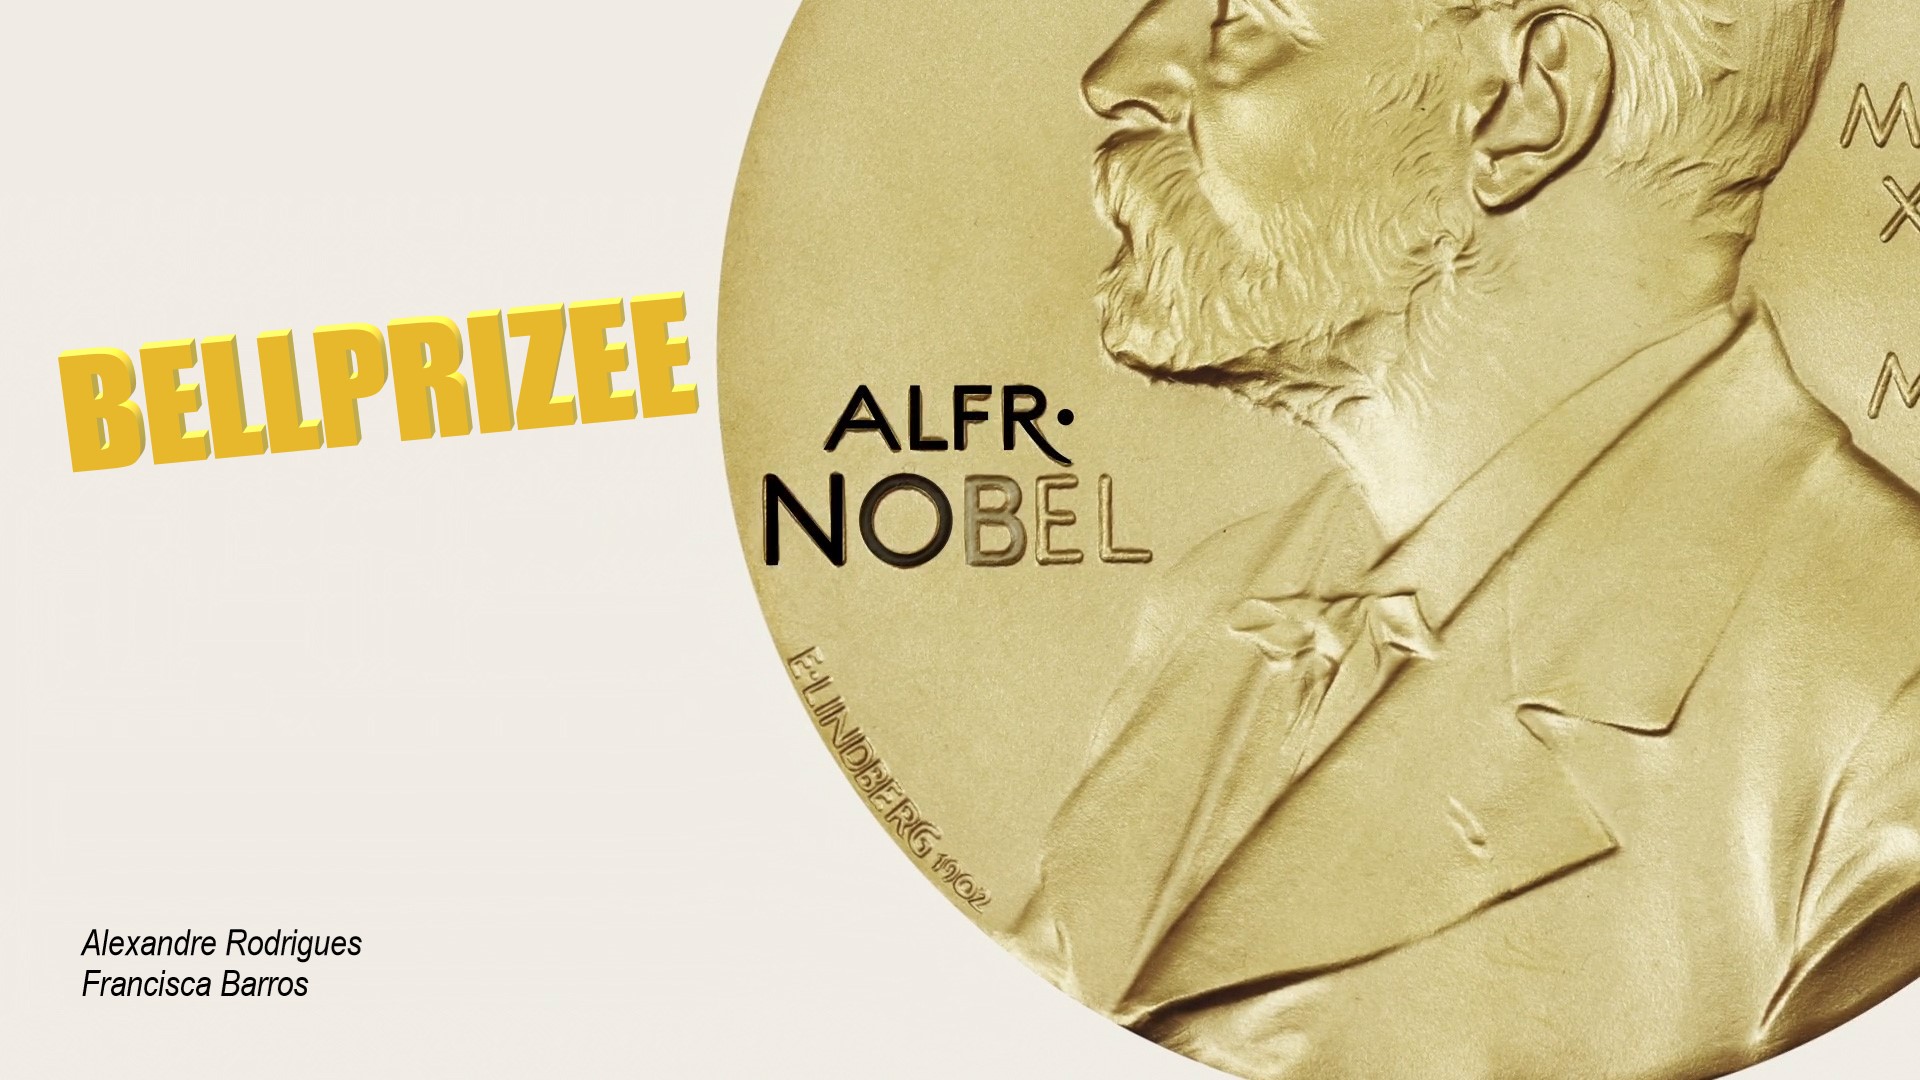 BELLPRIZEE
ALFR·
NOBEL
E·LINDBERG 1902
M
X
M
Alexandre Rodrigues
Francisca Barros